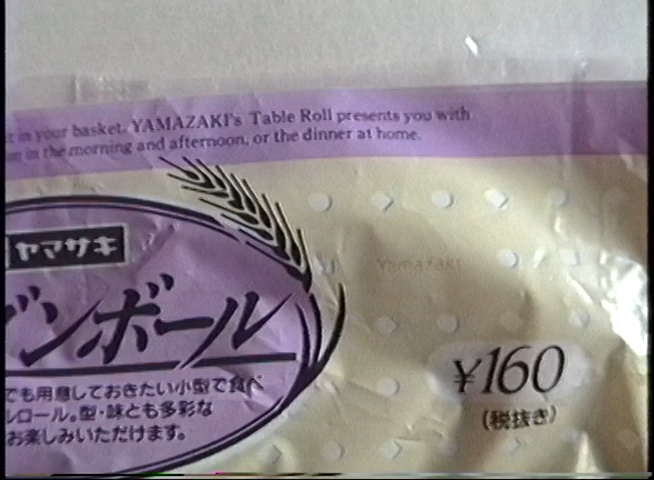 in your basket. YAMAZAKI's Table Roll presents you with
in the morning and afternoon, or the dinner at home.
ヤマザキ
ンボール
でも用意しておきたい小型で食べ
ロール。型・味とも多彩な
お楽しみいただけます。
Yamazaki
¥160
(税抜き)